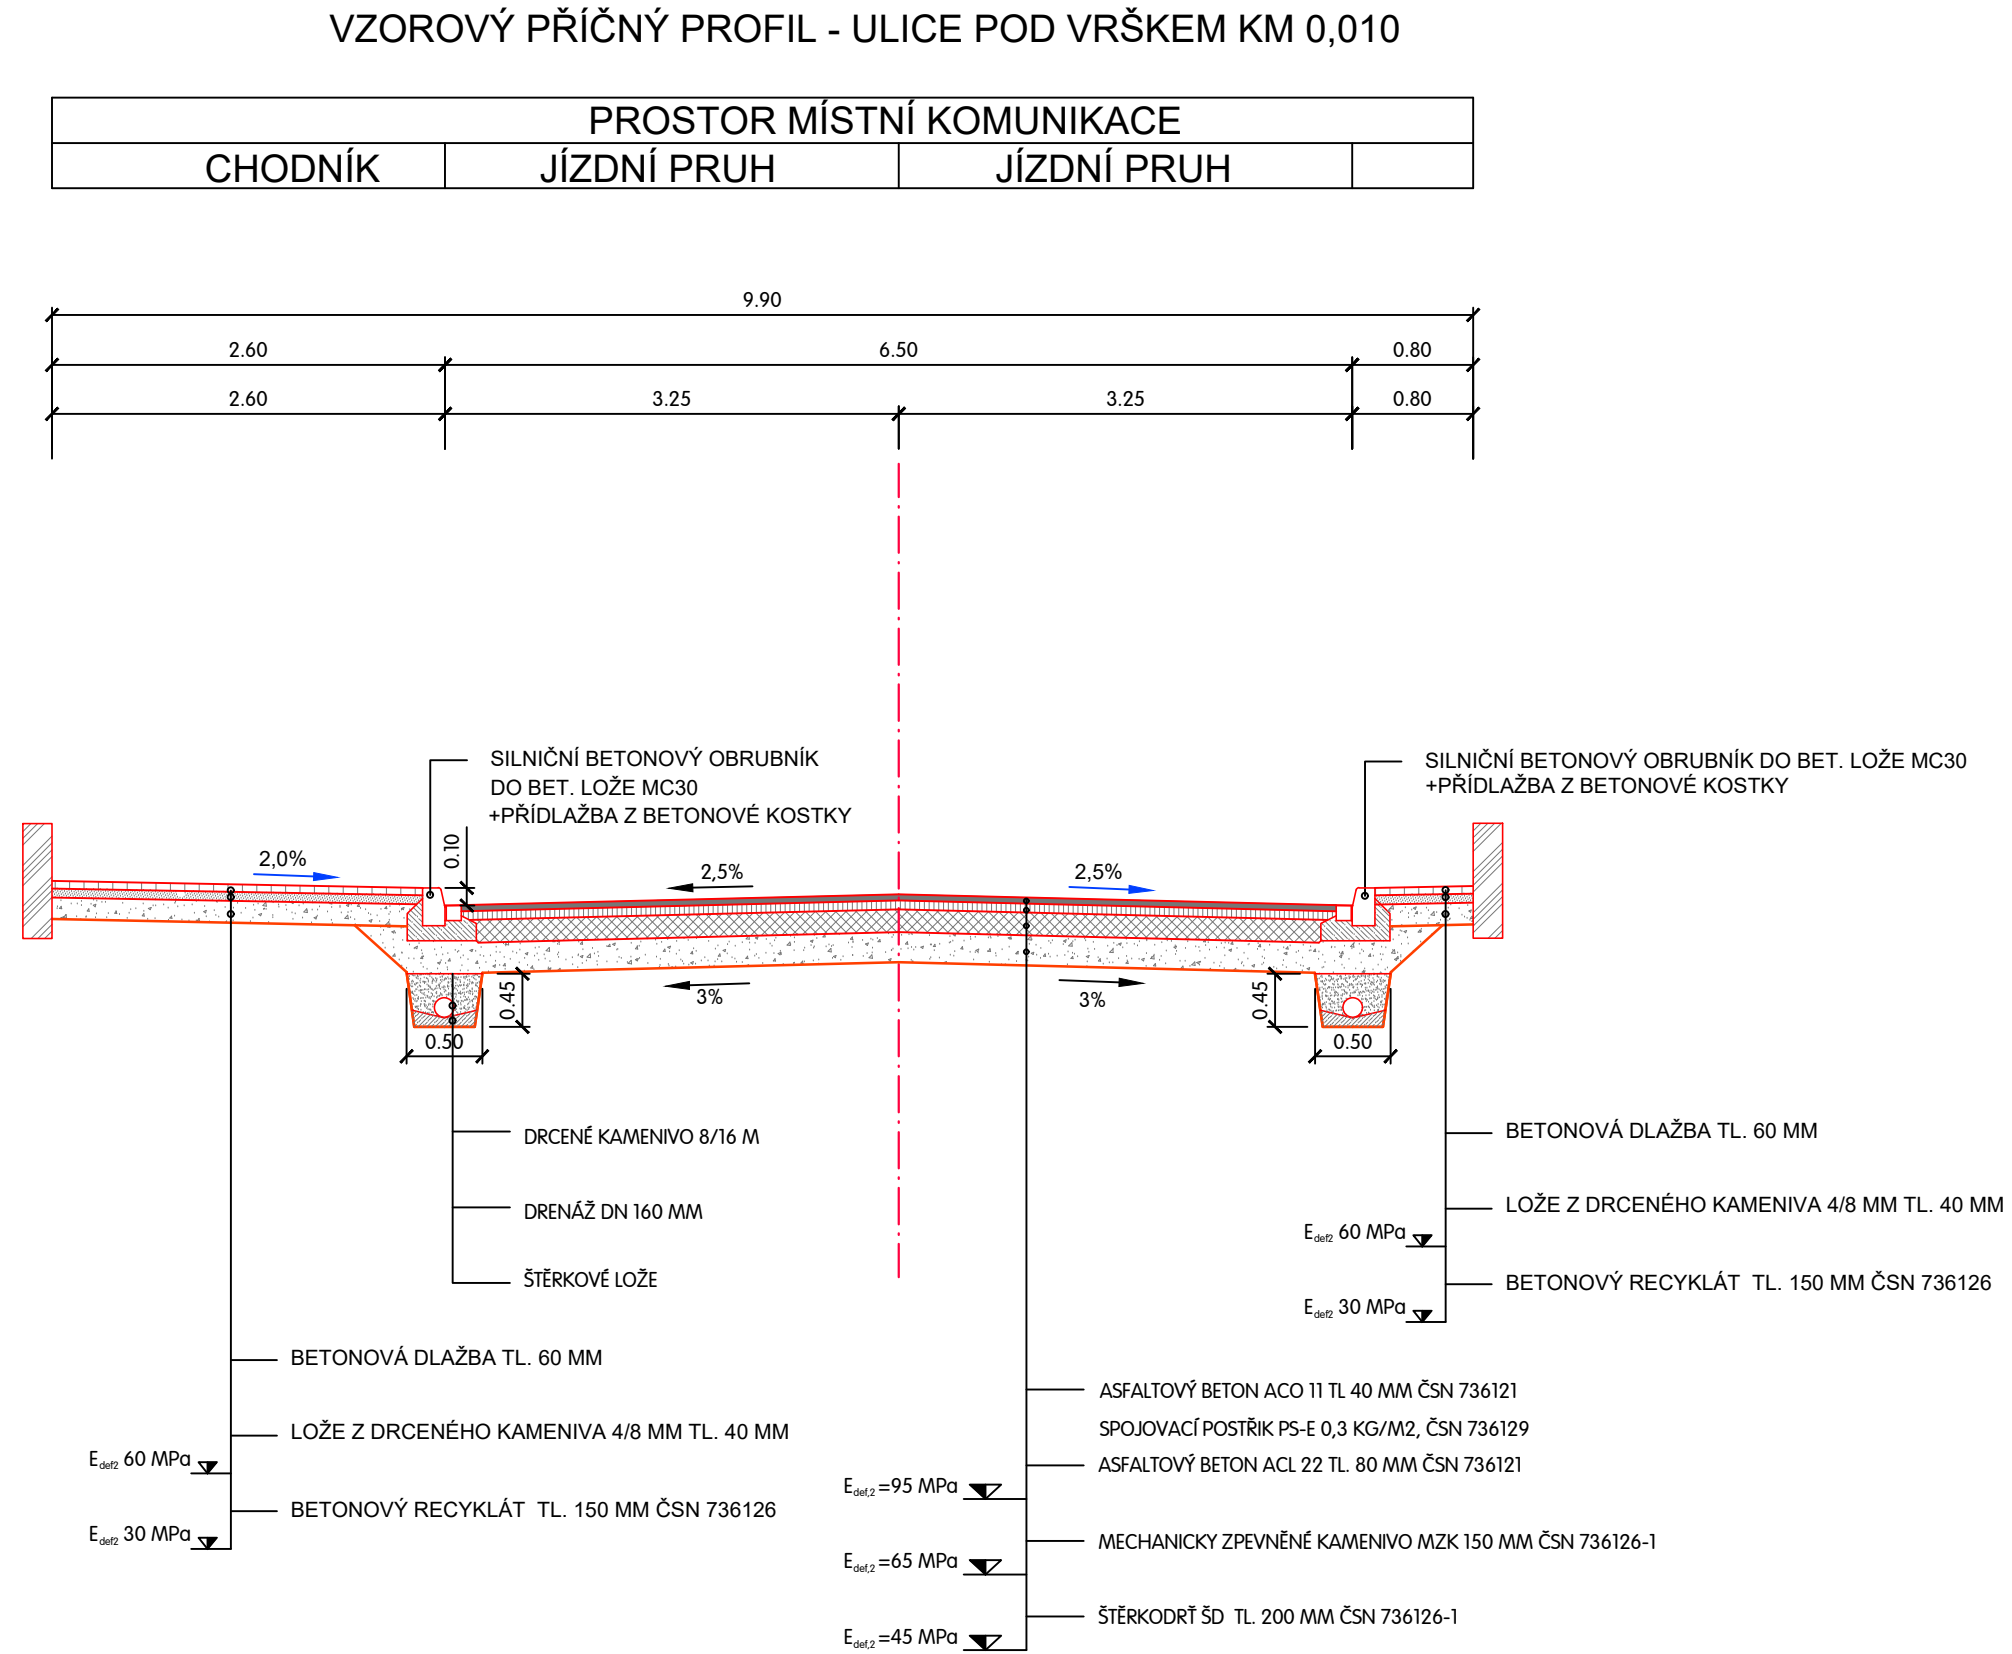 VZOROVÝ PŘÍČNÝ PROFIL - ULICE POD VRŠKEM KM 0,010
PROSTOR MÍSTNÍ KOMUNIKACE
CHODNÍK JÍZDNÍ PRUH JÍZDNÍ PRUH
9.90
2.60 6.50 0.80
2.60 3.25 3.25 0.80
SILNIČNÍ BETONOVÝ OBRUBNÍK
DO BET. LOŽE MC30
+PŘÍDLAŽBA Z BETONOVÉ KOSTKY
SILNIČNÍ BETONOVÝ OBRUBNÍK DO BET. LOŽE MC30
+PŘÍDLAŽBA Z BETONOVÉ KOSTKY
0.10
2,0%
2,5%
2,5%
3%
3%
0.45
0.45
0.50
0.50
DRCENÉ KAMENIVO 8/16 M
DRENÁŽ DN 160 MM
ŠTĚRKOVÉ LOŽE
BETONOVÁ DLAŽBA TL. 60 MM
LOŽE Z DRCENÉHO KAMENIVA 4/8 MM TL. 40 MM
Edef2 60 MPa
BETONOVÝ RECYKLÁT TL. 150 MM ČSN 736126
Edef2 30 MPa
BETONOVÁ DLAŽBA TL. 60 MM
LOŽE Z DRCENÉHO KAMENIVA 4/8 MM TL. 40 MM
Edef2 60 MPa
BETONOVÝ RECYKLÁT TL. 150 MM ČSN 736126
Edef2 30 MPa
ASFALTOVÝ BETON ACO 11 TL 40 MM ČSN 736121
SPOJOVACÍ POSTŘIK PS-E 0,3 KG/M2, ČSN 736129
ASFALTOVÝ BETON ACL 22 TL. 80 MM ČSN 736121
Edef,2 =95 MPa
MECHANICKY ZPEVNĚNÉ KAMENIVO MZK 150 MM ČSN 736126-1
Edef,2 =65 MPa
ŠTĚRKODRŤ ŠD TL. 200 MM ČSN 736126-1
Edef,2 =45 MPa